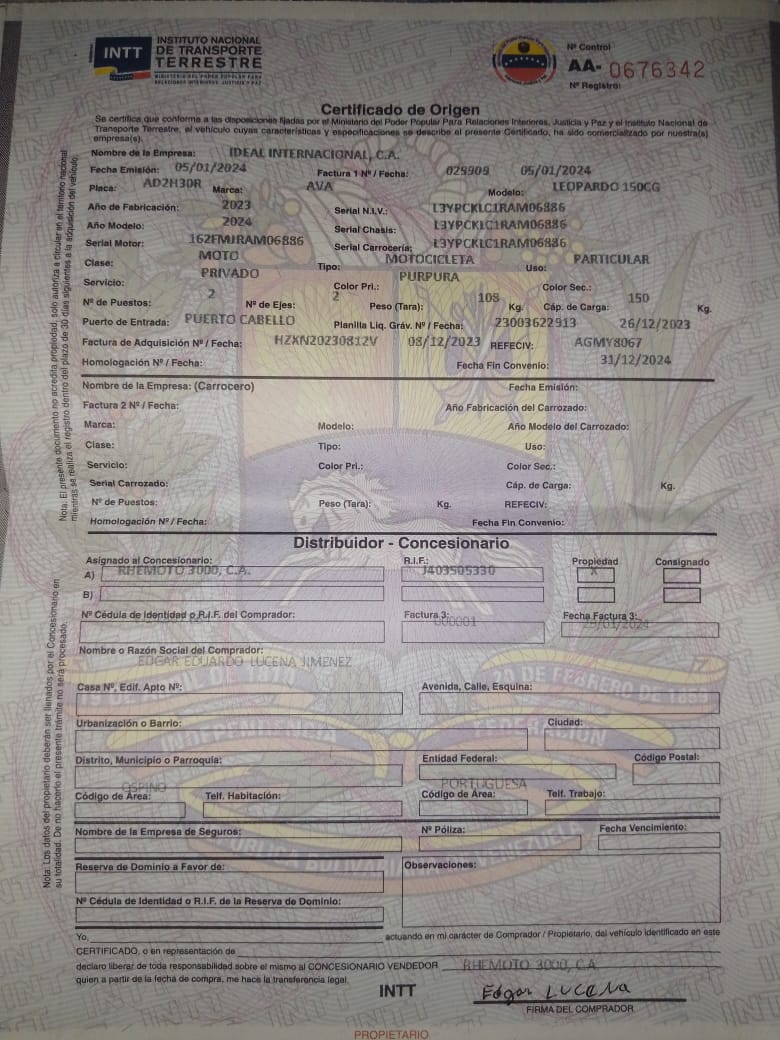 INTT
INSTITUTO NACIONAL
DE TRANSPORTE
TERRESTRE
MINISTERIO DEL PODER POPULAR PARA
RELACIONES INTERIORES, JUSTICIA Y PAZ
Nº Control
AA- 0676342
Nº Registro:
Certificado de Origen
Se certifica que conforme a las disposiciones fijadas por el Ministerio del Poder Popular Para Relaciones Interiores, Justicia y Paz y el Instituto Nacional de
Transporte Terrestre, el vehículo cuyas características y especificaciones se describe el presente Certificado, ha sido comercializado por nuestra(s)
empresa(s).
Nombre de la Empresa: IDEAL INTERNACIONAL, C.A.
Fecha Emisión: 05/01/2024 Factura 1 Nº / Fecha: 029909 05/01/2024
Placa: AD2H30R Marca: AVA Modelo: LEOPARDO 150CG
Año de Fabricación: 2023 Serial N.I.V.: L3YPCKLC1RAM06886
Año Modelo: 2024 Serial Chasis: L3YPCKLC1RAM06886
Serial Motor: 162FMJRAM06886 Serial Carrocería: L3YPCKLC1RAM06886
Clase: MOTO Tipo: MOTOCICLETA Uso: PARTICULAR
Servicio: PRIVADO Color Pri.: PURPURA Color Sec.:
Nº de Puestos: 2 Nº de Ejes: 2 Peso (Tara): 108 Kg. Cáp. de Carga: 150 Kg.
Puerto de Entrada: PUERTO CABELLO Planilla Liq. Gráv. Nº / Fecha: 23003622913 26/12/2023
Factura de Adquisición Nº / Fecha: HZXN20230812V 08/12/2023 REFECIV: AGMY8067
Homologación Nº / Fecha: Fecha Fin Convenio: 31/12/2024
Nombre de la Empresa: (Carrocero) Fecha Emisión:
Factura 2 Nº / Fecha: Año Fabricación del Carrozado:
Marca: Modelo: Año Modelo del Carrozado:
Clase: Tipo: Uso:
Servicio: Color Pri.: Color Sec.:
Serial Carrozado: Cáp. de Carga: Kg.
Nº de Puestos: Peso (Tara): Kg. REFECIV:
Homologación Nº / Fecha: Fecha Fin Convenio:
Nota: El presente documento no acredita propiedad, solo autoriza a circular en el territorio nacional
mientras se realiza el registro dentro del plazo de 30 días siguientes a la adquisición del vehículo.
Distribuidor - Concesionario
Asignado al Concesionario: R.I.F.: Propiedad Consignado
A) RHEMOTO 3000, C.A. J403505330 X
B)
Nº Cédula de Identidad o R.I.F. del Comprador: Factura 3: 000001 Fecha Factura 3:
Nombre o Razón Social del Comprador:
EDGAR EDUARDO LUCENA JIMENEZ
Casa Nº, Edif. Apto Nº: Avenida, Calle, Esquina:
Urbanización o Barrio: Ciudad:
Distrito, Municipio o Parroquia: Entidad Federal: Código Postal:
OSPINO PORTUGUESA
Código de Área: Telf. Habitación: Código de Área: Telf. Trabajo:
Nombre de la Empresa de Seguros: Nº Póliza: Fecha Vencimiento:
Reserva de Dominio a Favor de: Observaciones:
Nº Cédula de Identidad o R.I.F. de la Reserva de Dominio:
Nota: Los datos del propietario deberán ser llenados por el Concesionario en
su totalidad. De no hacerlo el presente trámite no será procesado.
Yo, actuando en mi carácter de Comprador / Propietario, del vehículo identificado en este
CERTIFICADO, o en representación de
declaro liberar de toda responsabilidad sobre el mismo al CONCESIONARIO VENDEDOR RHEMOTO 3000, C.A
quien a partir de la fecha de compra, me hace la transferencia legal.
INTT
Edgar LUCENA
FIRMA DEL COMPRADOR
PROPIETARIO